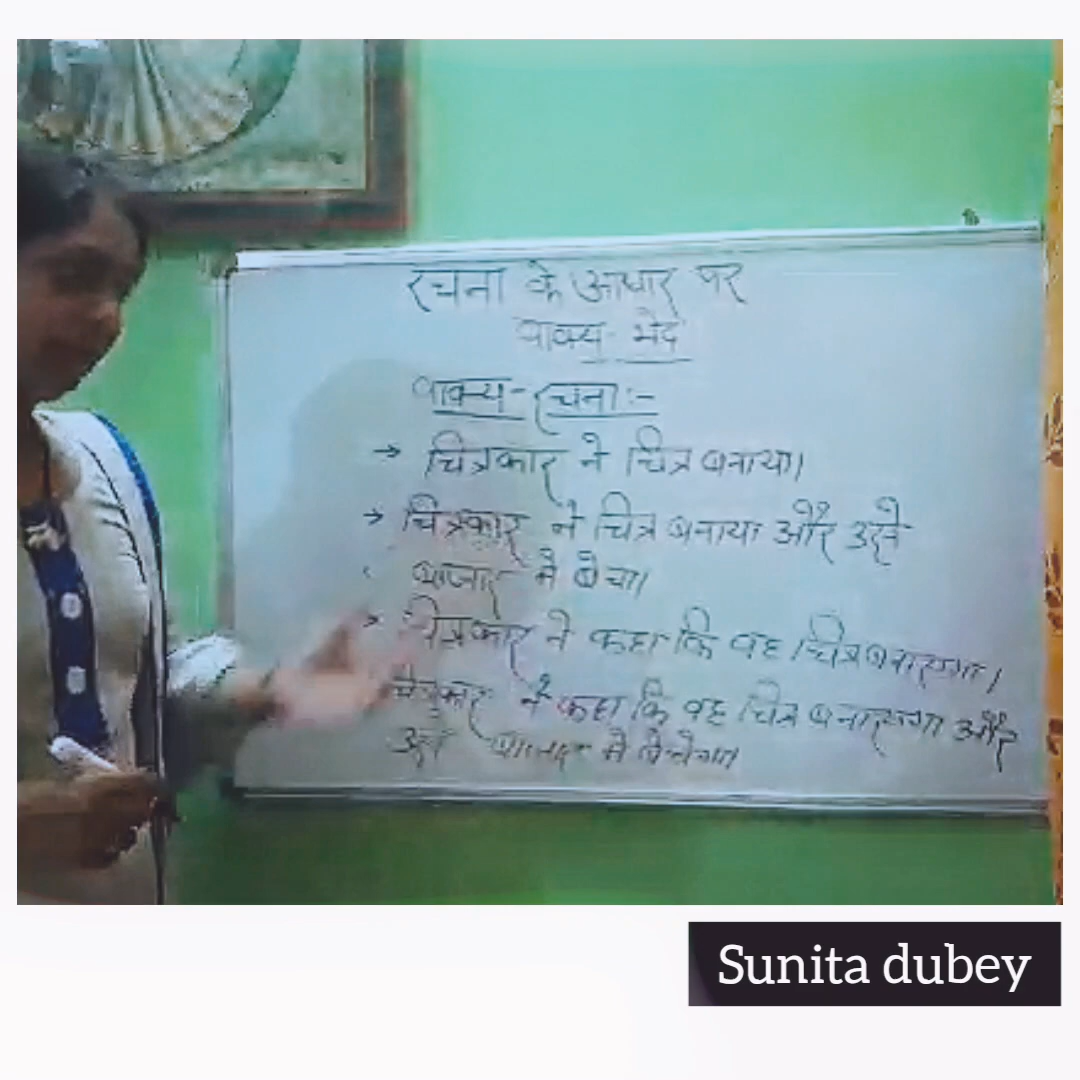 रचना के आधार पर
वाक्य-भेद
वाक्य-रचना:-
→ चित्रकार ने चित्र बनाया।
→ चित्रकार ने चित्र बनाया और उसने
बाजार में बेचा।
चित्रकार ने कहा कि वह चित्र बनाएगा।
चित्रकार ने कहा कि वह चित्र बनाएगा और
उसे बाजार में बेचेगा
Sunita dubey